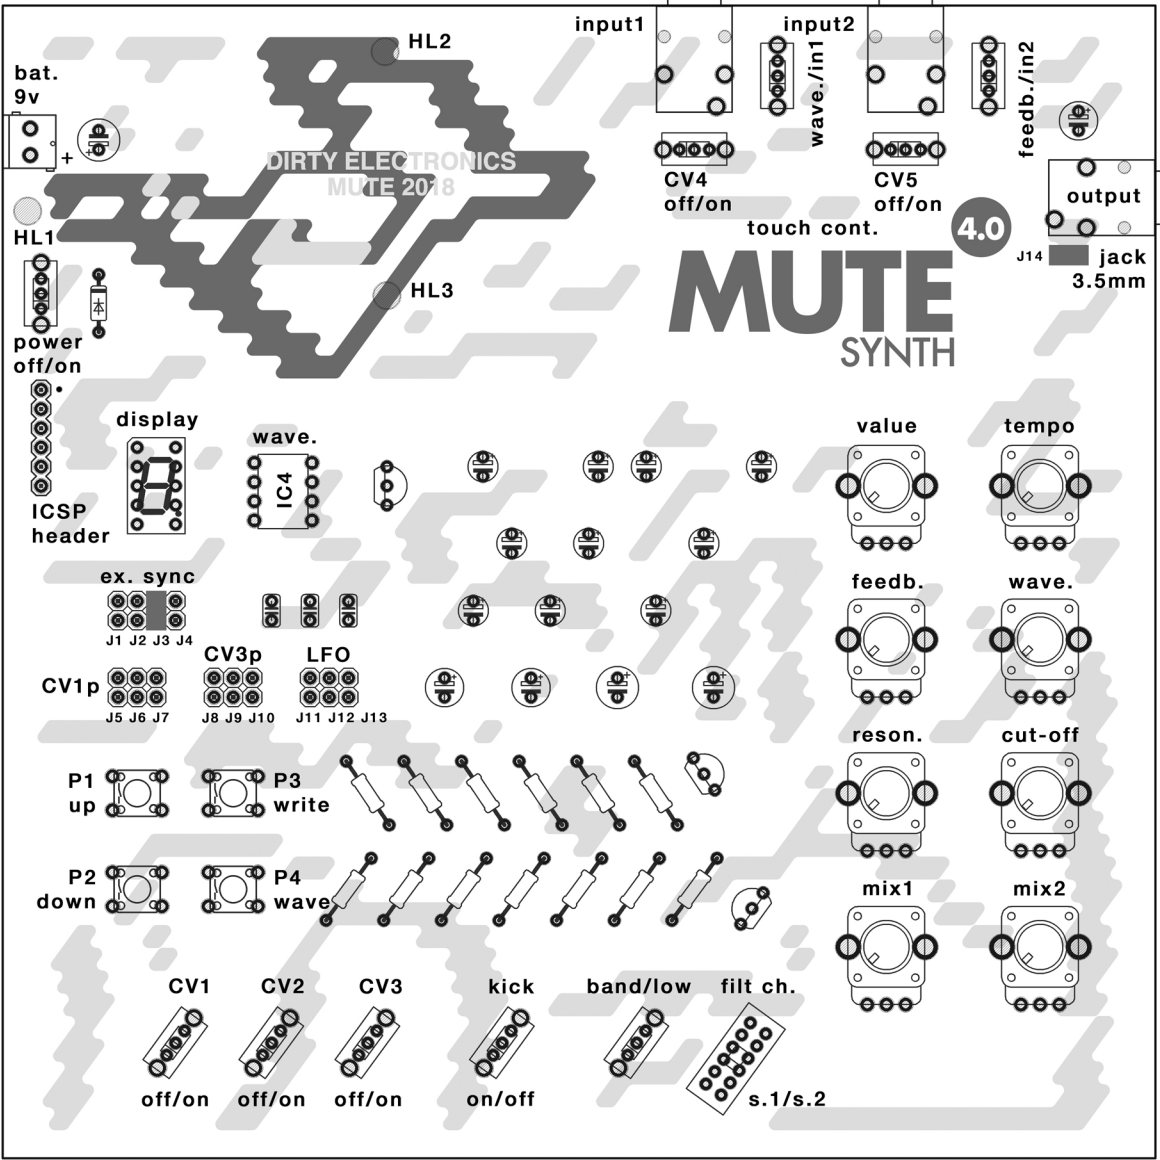 input1
input2
HL2
bat.
9v
+
wave./in1
feedb./in2
DIRTY ELECTRONICS
MUTE 2018
CV4
off/on
CV5
off/on
output
HL1
touch cont.
4.0
MUTE
SYNTH
J14
jack
3.5mm
HL3
power
off/on
display
wave.
IC4
value
tempo
ICSP
header
ex. sync
J1 J2 J3 J4
feedb.
wave.
CV3p
LFO
CV1p
J5 J6 J7
J8 J9 J10
J11 J12 J13
reson.
cut-off
P1
up
P3
write
P2
down
P4
wave
mix1
mix2
CV1
CV2
CV3
kick
band/low
filt ch.
off/on
off/on
off/on
on/off
s.1/s.2